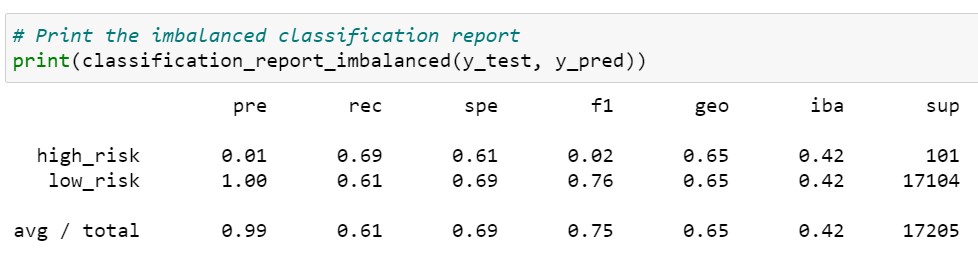 # Print the imbalanced classification report
print(classification_report_imbalanced(y_test, y_pred))
pre rec spe f1 geo iba sup
high_risk 0.01 0.69 0.61 0.02 0.65 0.42 101
low_risk 1.00 0.61 0.69 0.76 0.65 0.42 17104
avg / total 0.99 0.61 0.69 0.75 0.65 0.42 17205